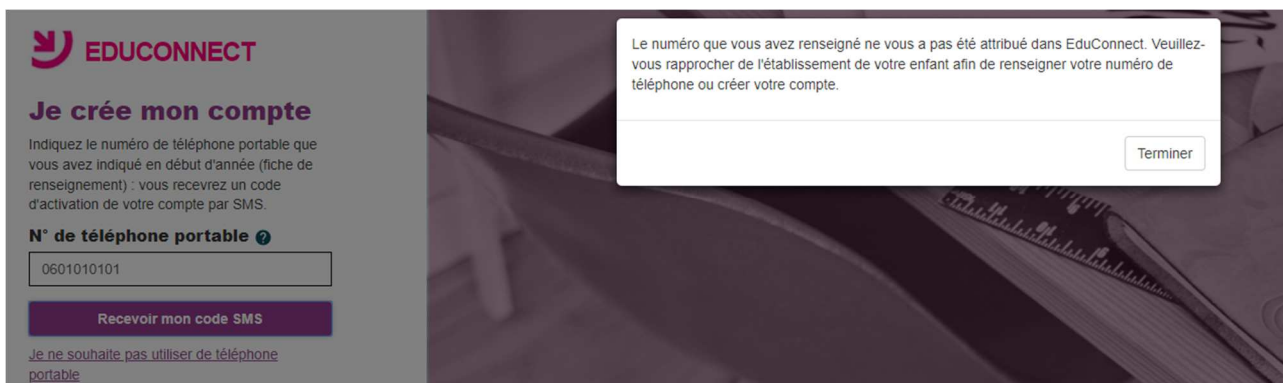 EDUCONNECT
Je crée mon compte
Indiquez le numéro de téléphone portable que
vous avez indiqué en début d'année (fiche de
renseignement) : vous recevrez un code
d'activation de votre compte par SMS.
N° de téléphone portable ?
0601010101
Recevoir mon code SMS
Je ne souhaite pas utiliser de téléphone
portable
Le numéro que vous avez renseigné ne vous a pas été attribué dans EduConnect. Veuillez-
vous rapprocher de l'établissement de votre enfant afin de renseigner votre numéro de
téléphone ou créer votre compte.
Terminer